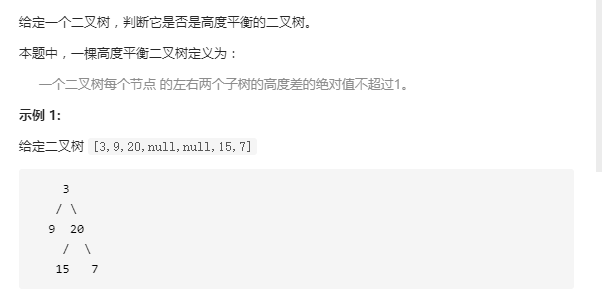 给定一个二叉树，判断它是否是高度平衡的二叉树。
本题中，一棵高度平衡二叉树定义为：
一个二叉树每个节点 的左右两个子树的高度差的绝对值不超过1。
示例 1:
给定二叉树 [3,9,20,null,null,15,7]
3
/ \
9 20
/ \
15 7